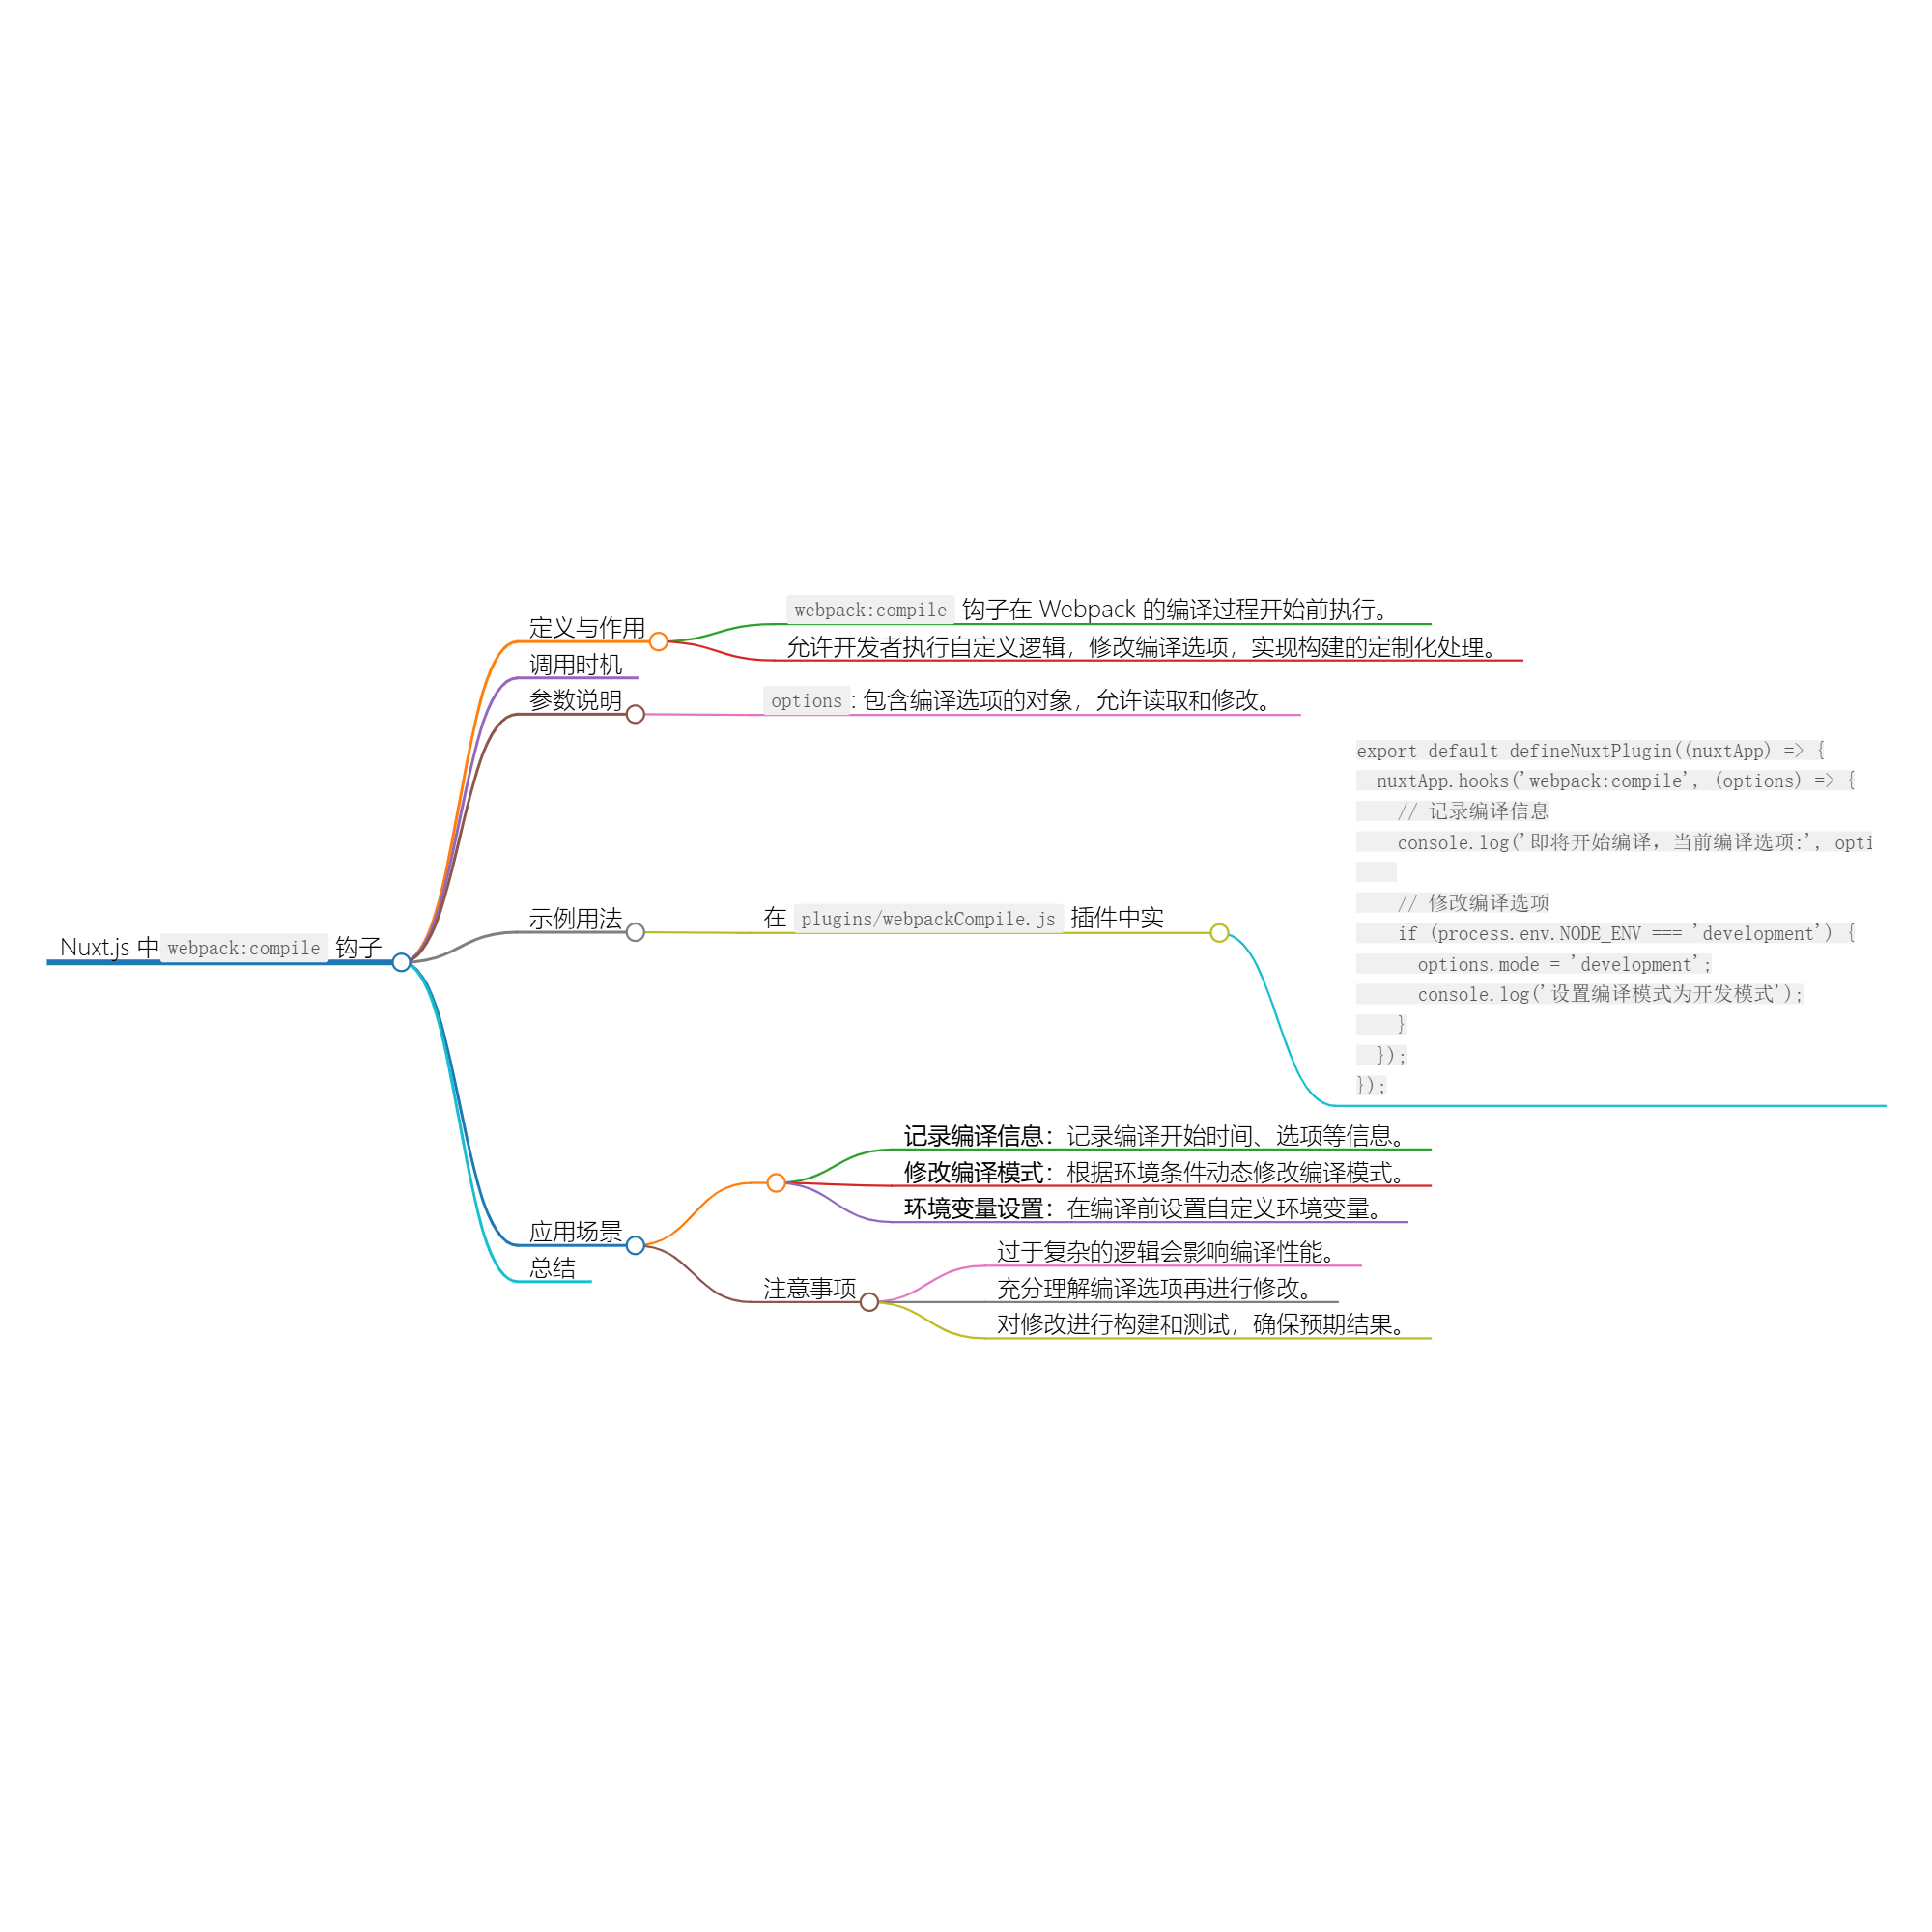 Nuxt.js 中 webpack:compile 钩子
定义与作用
webpack:compile 钩子在 Webpack 的编译过程开始前执行。
允许开发者执行自定义逻辑，修改编译选项，实现构建的定制化处理。
调用时机
参数说明
options : 包含编译选项的对象，允许读取和修改。
示例用法
在 plugins/webpackCompile.js 插件中实
export default defineNuxtPlugin((nuxtApp) => {
  nuxtApp.hooks('webpack:compile', (options) => {
    // 记录编译信息
    console.log('即将开始编译，当前编译选项:', opti
    // 修改编译选项
    if (process.env.NODE_ENV === 'development') {
      options.mode = 'development';
      console.log('设置编译模式为开发模式');
    }
  });
});
应用场景
记录编译信息：记录编译开始时间、选项等信息。
修改编译模式：根据环境条件动态修改编译模式。
环境变量设置：在编译前设置自定义环境变量。
注意事项
过于复杂的逻辑会影响编译性能。
充分理解编译选项再进行修改。
对修改进行构建和测试，确保预期结果。
总结